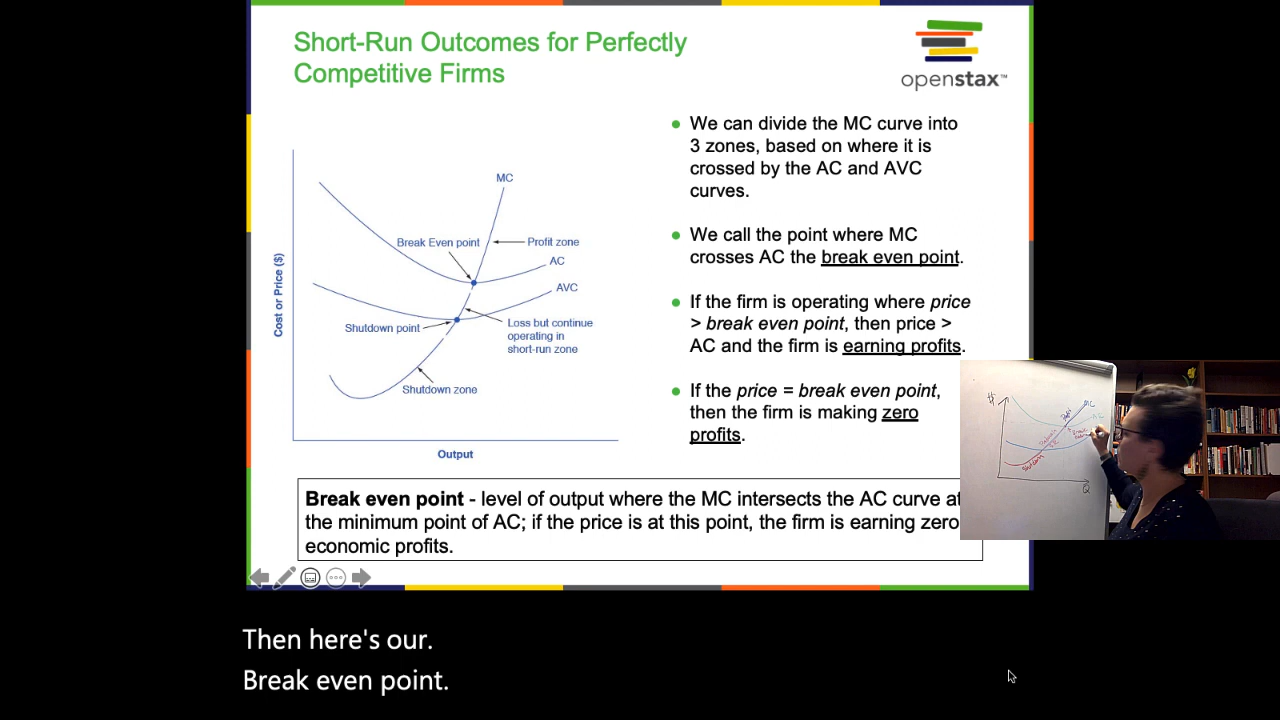 Short-Run Outcomes for Perfectly
Competitive Firms
openstax™
We can divide the MC curve into
3 zones, based on where it is
crossed by the AC and AVC
curves.
We call the point where MC
crosses AC the break even point.
If the firm is operating where price
> break even point, then price >
AC and the firm is earning profits.
If the price = break even point,
then the firm is making zero
profits.
Cost or Price ($)
MC
Break Even point
Profit zone
AC
AVC
Shutdown point
Loss but continue
operating in
short-run zone
Shutdown zone
Output
MC
AC
Q
Break even point - level of output where the MC intersects the AC curve at
the minimum point of AC; if the price is at this point, the firm is earning zero
economic profits.
Then here's our.
Break even point.